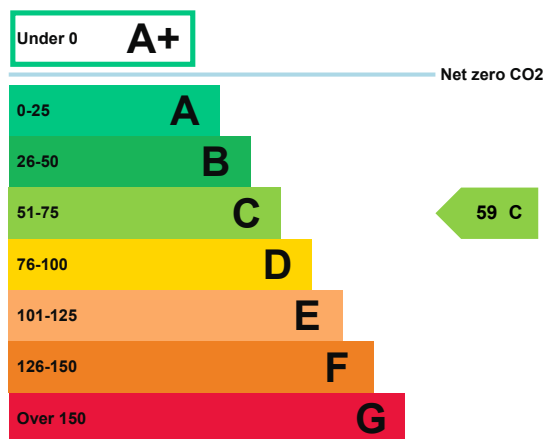 Under 0 A+
Net zero CO2
0-25 A
26-50 B
51-75 C
59 C
76-100 D
101-125 E
126-150 F
Over 150 G